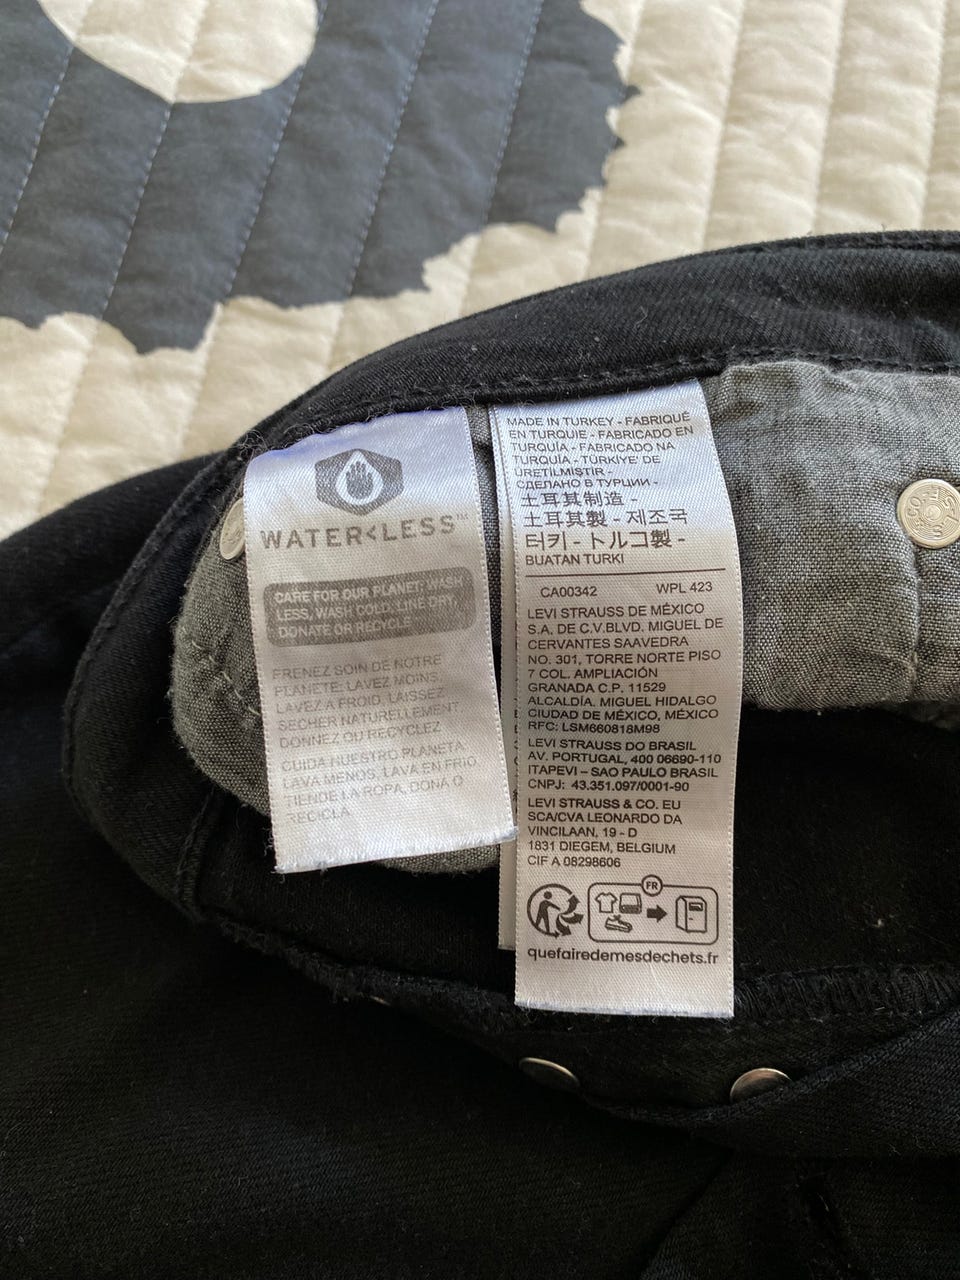 WATER<LESS™
CARE FOR OUR PLANET: WASH
LESS, WASH COLD, LINE DRY,
DONATE OR RECYCLE
PRENEZ SOIN DE NOTRE
PLANETE: LAVEZ MOINS,
LAVEZ A FROID, LAISSEZ
SECHER NATURELLEMENT
DONNEZ OU RECYCLEZ
CUIDA NUESTRO PLANETA
LAVA MENOS, LAVA EN FRIO,
TIENDE LA ROPA, DONA O
RECICLA.
MADE IN TURKEY - FABRIQUÉ
EN TURQUIE - FABRICADO EN
TURQUÍA - FABRICADO NA
TURQUIA - TÜRKİYE' DE
ÜRETİLMİŞTİR -
СДЕЛАНО В ТУРЦИИ -
土耳其制造 -
土耳其製 - 제조국
터키 - トルコ製 -
BUATAN TURKI
CA00342 WPL 423
LEVI STRAUSS DE MÉXICO
S.A, DE C.V.BLVD. MIGUEL DE
CERVANTES SAAVEDRA
NO. 301, TORRE NORTE PISO
7 COL. AMPLIACIÓN
GRANADA C.P. 11529
ALCALDÍA. MIGUEL HIDALGO
CIUDAD DE MÉXICO, MÉXICO
RFC: LSM660818M98
LEVI STRAUSS DO BRASIL
AV. PORTUGAL, 400 06690-110
ITAPEVI – SAO PAULO BRASIL
CNPJ: 43.351.097/0001-90
LEVI STRAUSS & CO. EU
SCA/CVA LEONARDO DA
VINCILAAN, 19 - D
1831 DIEGEM, BELGIUM
CIF A 08298606
FR
quefairedemesdechets.fr